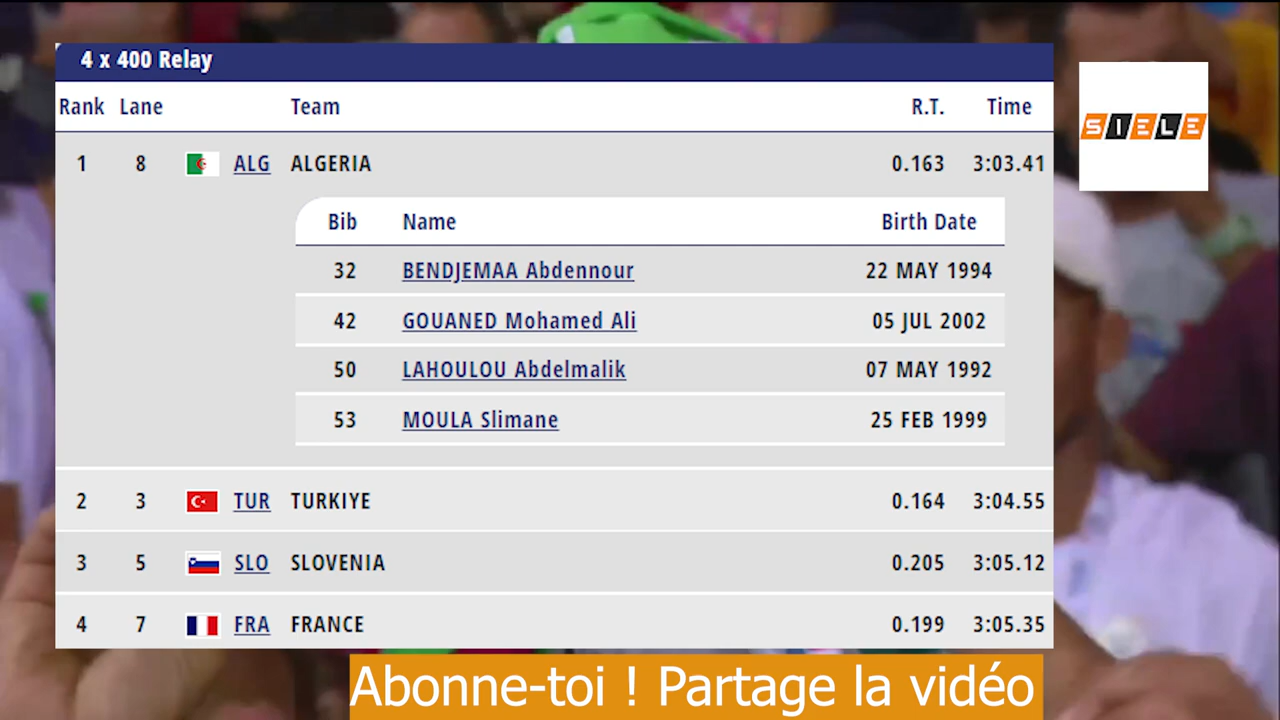 4 x 400 Relay
Rank Lane Team R.T. Time
1 8 ALG ALGERIA 0.163 3:03.41
Bib Name Birth Date
32 BENDJEMAA Abdennour 22 MAY 1994
42 GOUANED Mohamed Ali 05 JUL 2002
50 LAHOULOU Abdelmalik 07 MAY 1992
53 MOULA Slimane 25 FEB 1999
2 3 TUR TURKIYE 0.164 3:04.55
3 5 SLO SLOVENIA 0.205 3:05.12
4 7 FRA FRANCE 0.199 3:05.35
SIELE
Abonne-toi ! Partage la vidéo